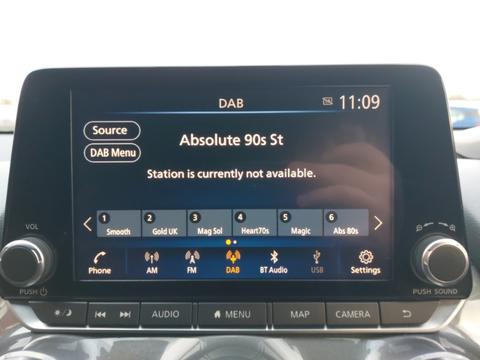 DAB
11:09
Source
Absolute 90s St
DAB Menu
Station is currently not available.
1 2 3 4 5 6
Smooth Gold UK Mag Sol Heart70s Magic Abs 80s
VOL
Phone AM FM DAB BT Audio USB Settings
PUSH PUSH SOUND
AUDIO MENU MAP CAMERA